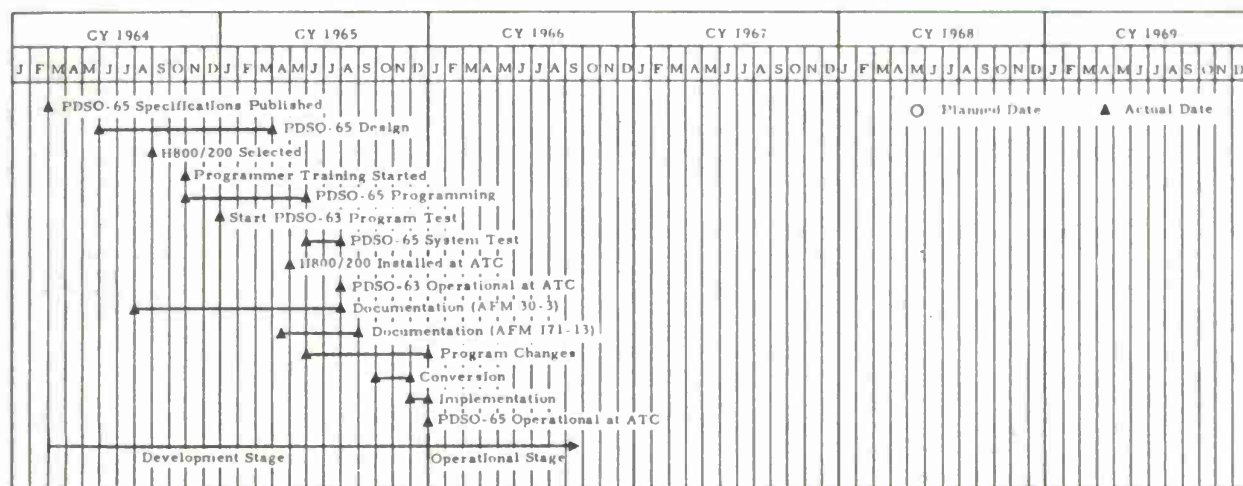 CY 1964 CY 1965 CY 1966 CY 1967 CY 1968 CY 1969
J F M A M J J A S O N D J F M A M J J A S O N D J F M A M J J A S O N D J F M A M J J A S O N D J F M A M J J A S O N D J F M A M J J A S O N D
PDSO-65 Specifications Published
Planned Date
Actual Date
PDSO-65 Design
H800/200 Selected
Programmer Training Started
PDSO-65 Programming
Start PDSO-63 Program Test
PDSO-65 System Test
H800/200 Installed at ATC
PDSO-63 Operational at ATC
Documentation (AFM 30-3)
Documentation (AFM 171-13)
Program Changes
Conversion
Implementation
PDSO-65 Operational at ATC
Development Stage
Operational Stage